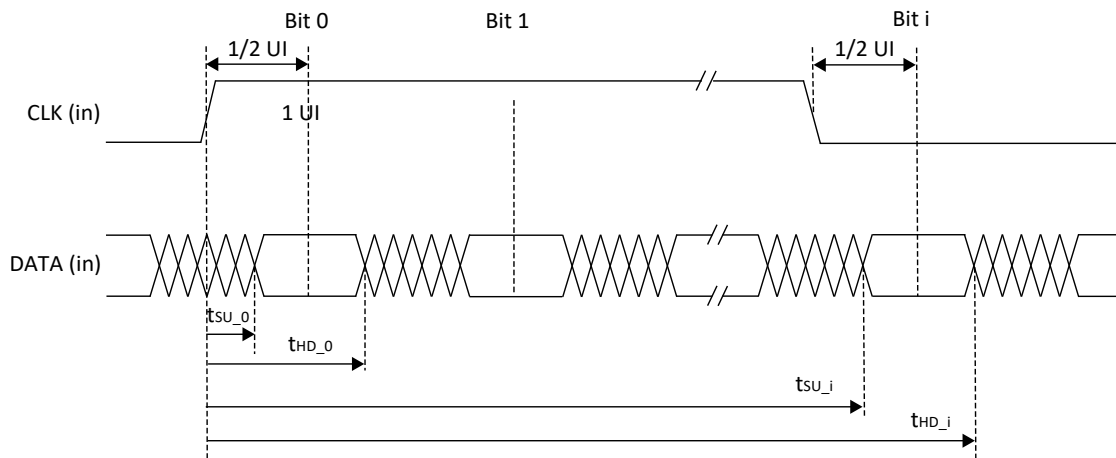 Bit 0 Bit 1 Bit i
1/2 UI 1/2 UI
CLK (in) 1 UI
DATA (in)
tSU_0
tHD_0
tSU_i
tHD_i